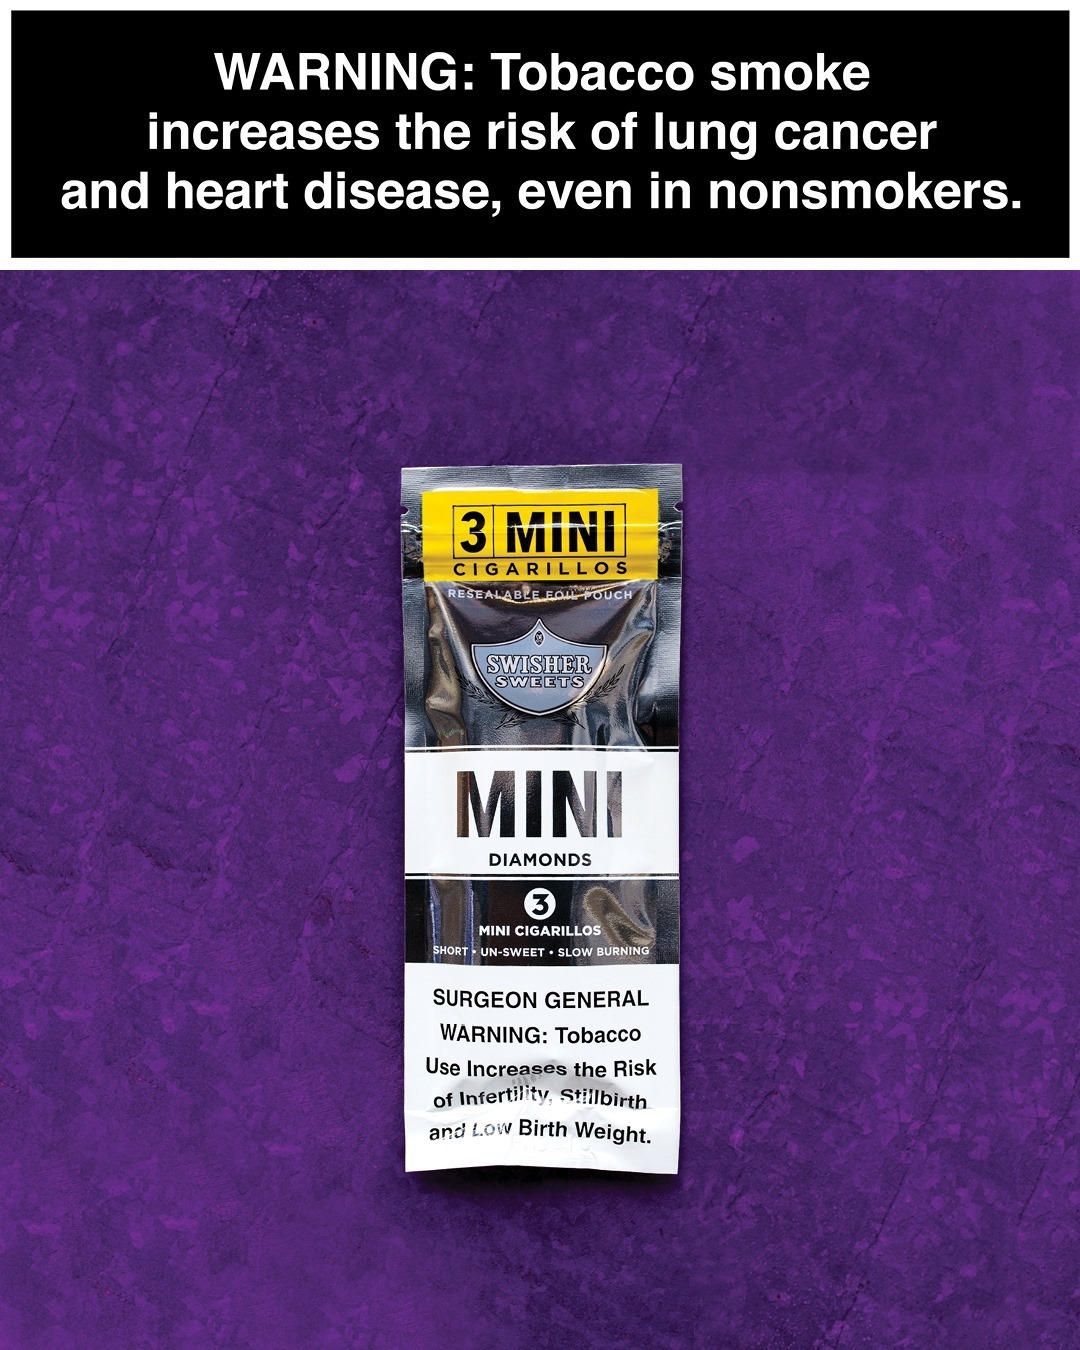 WARNING: Tobacco smoke
increases the risk of lung cancer
and heart disease, even in nonsmokers.
3 MINI
CIGARILLOS
RESEALABLE FOIL POUCH
SWISHER
SWEETS
MINI
DIAMONDS
3
MINI CIGARILLOS
SHORT • UN-SWEET • SLOW BURNING
SURGEON GENERAL
WARNING: Tobacco
Use Increases the Risk
of Infertility, Stillbirth
and Low Birth Weight.